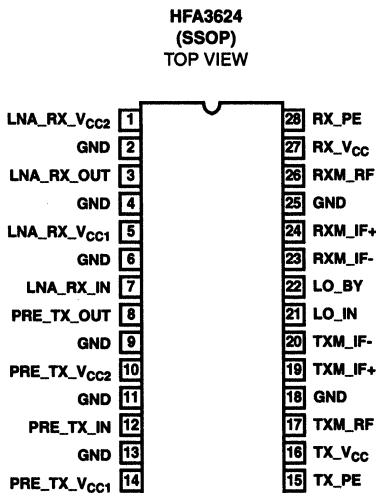 HFA3624
(SSOP)
TOP VIEW
LNA_RX_VCC2 1 28 RX_PE
GND 2 27 RX_VCC
LNA_RX_OUT 3 26 RXM_RF
GND 4 25 GND
LNA_RX_VCC1 5 24 RXM_IF+
GND 6 23 RXM_IF-
LNA_RX_IN 7 22 LO_BY
PRE_TX_OUT 8 21 LO_IN
GND 9 20 TXM_IF-
PRE_TX_VCC2 10 19 TXM_IF+
GND 11 18 GND
PRE_TX_IN 12 17 TXM_RF
GND 13 16 TX_VCC
PRE_TX_VCC1 14 15 TX_PE